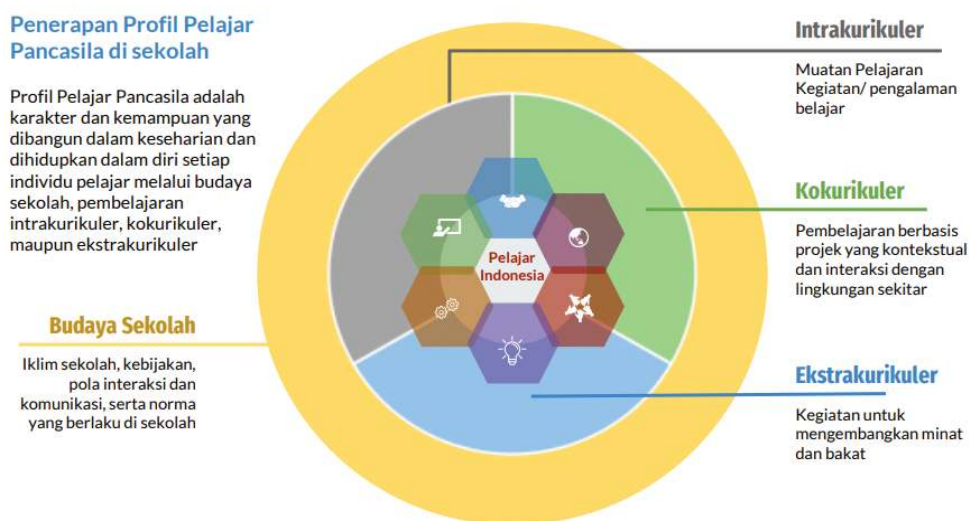 Penerapan Profil Pelajar
Pancasila di sekolah
Profil Pelajar Pancasila adalah
karakter dan kemampuan yang
dibangun dalam keseharian dan
dihidupkan dalam diri setiap
individu pelajar melalui budaya
sekolah, pembelajaran
intrakurikuler, kokurikuler,
maupun ekstrakurikuler
Budaya Sekolah
Iklim sekolah, kebijakan,
pola interaksi dan
komunikasi, serta norma
yang berlaku di sekolah
Pelajar
Indonesia
Intrakurikuler
Muatan Pelajaran
Kegiatan/ pengalaman
belajar
Kokurikuler
Pembelajaran berbasis
projek yang kontekstual
dan interaksi dengan
lingkungan sekitar
Ekstrakurikuler
Kegiatan untuk
mengembangkan minat
dan bakat